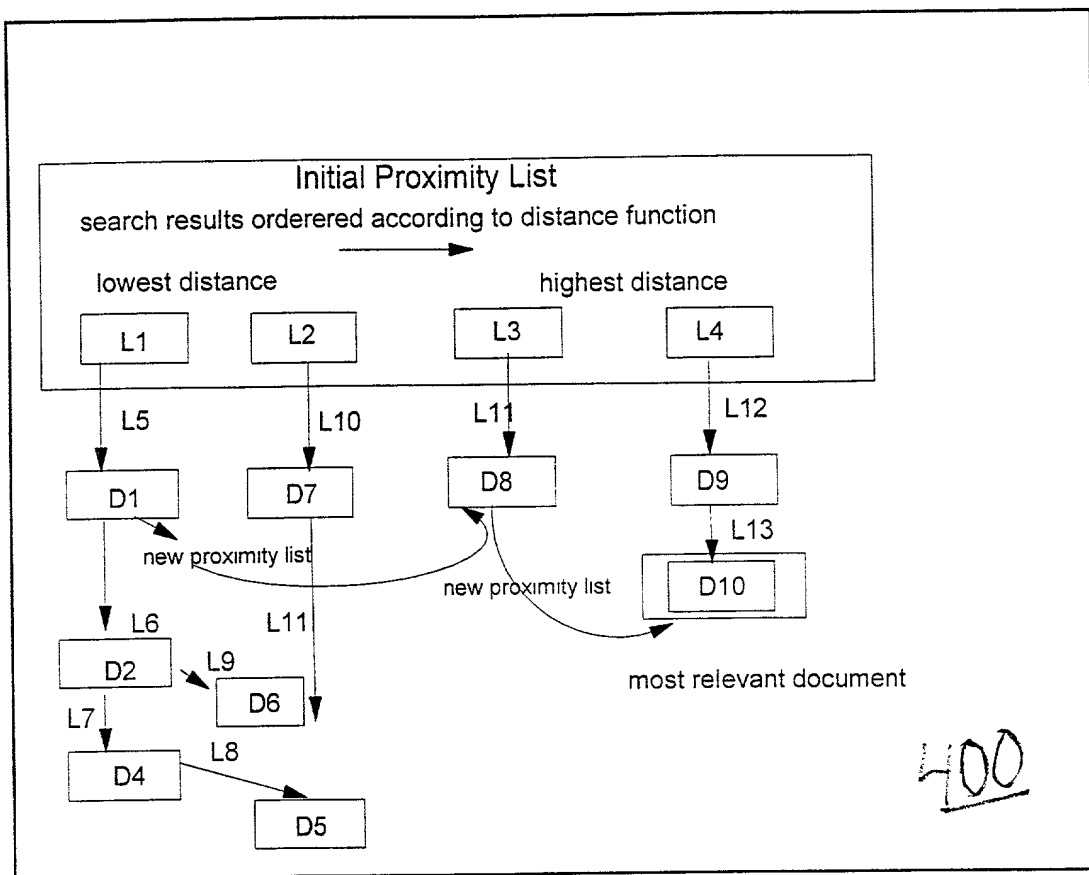 Initial Proximity List
search results orderered according to distance function
lowest distance
highest distance
L1
L2
L3
L4
L5
L10
L11
L12
D1
D7
D8
D9
L13
new proximity list
new proximity list
D10
L6
L11
D2
L9
D6
most relevant document
L7
L8
D4
D5
400